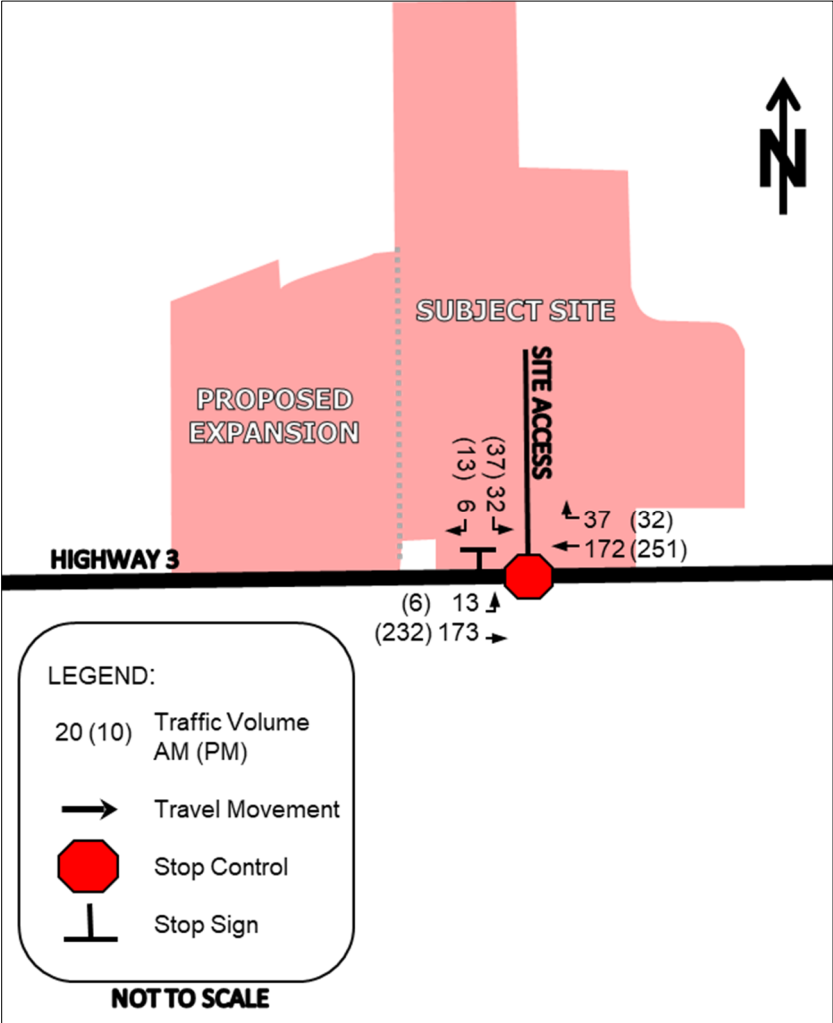 N
SUBJECT SITE
SITE ACCESS
PROPOSED
EXPANSION
(13) 6
(37) 32
37 (32)
172 (251)
HIGHWAY 3
(6) 13
(232) 173
LEGEND:
20 (10)
Traffic Volume
AM (PM)
Travel Movement
Stop Control
Stop Sign
NOT TO SCALE